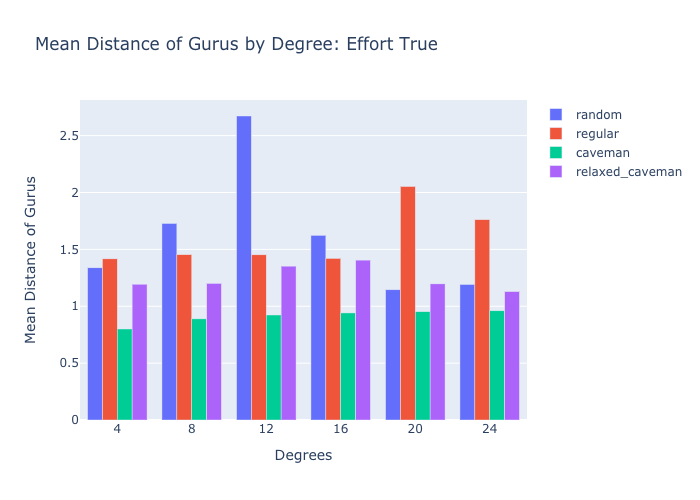 Mean Distance of Gurus by Degree: Effort True
random
regular
caveman
relaxed_caveman
Mean Distance of Gurus
2.5
2
1.5
1
0.5
0
4 8 12 16 20 24
Degrees